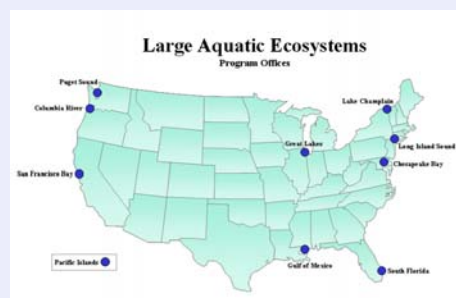 Large Aquatic Ecosystems
Program Offices
Puget Sound
Columbia River
Lake Champlain
Great Lakes
Long Island Sound
Chesapeake Bay
San Francisco Bay
Pacific Islands
Gulf of Mexico
South Florida